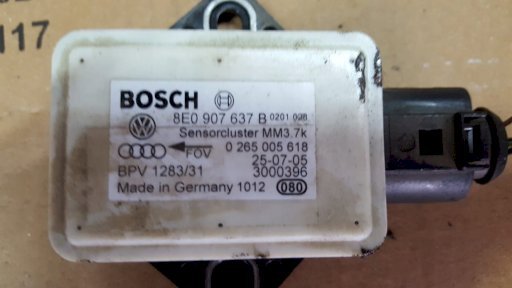 117
BOSCH
8E0 907 637 B 0201 028
Sensorcluster MM3.7k
FOV 0 265 005 618
25-07-05
BPV 1283/31 3000396
Made in Germany 1012 080